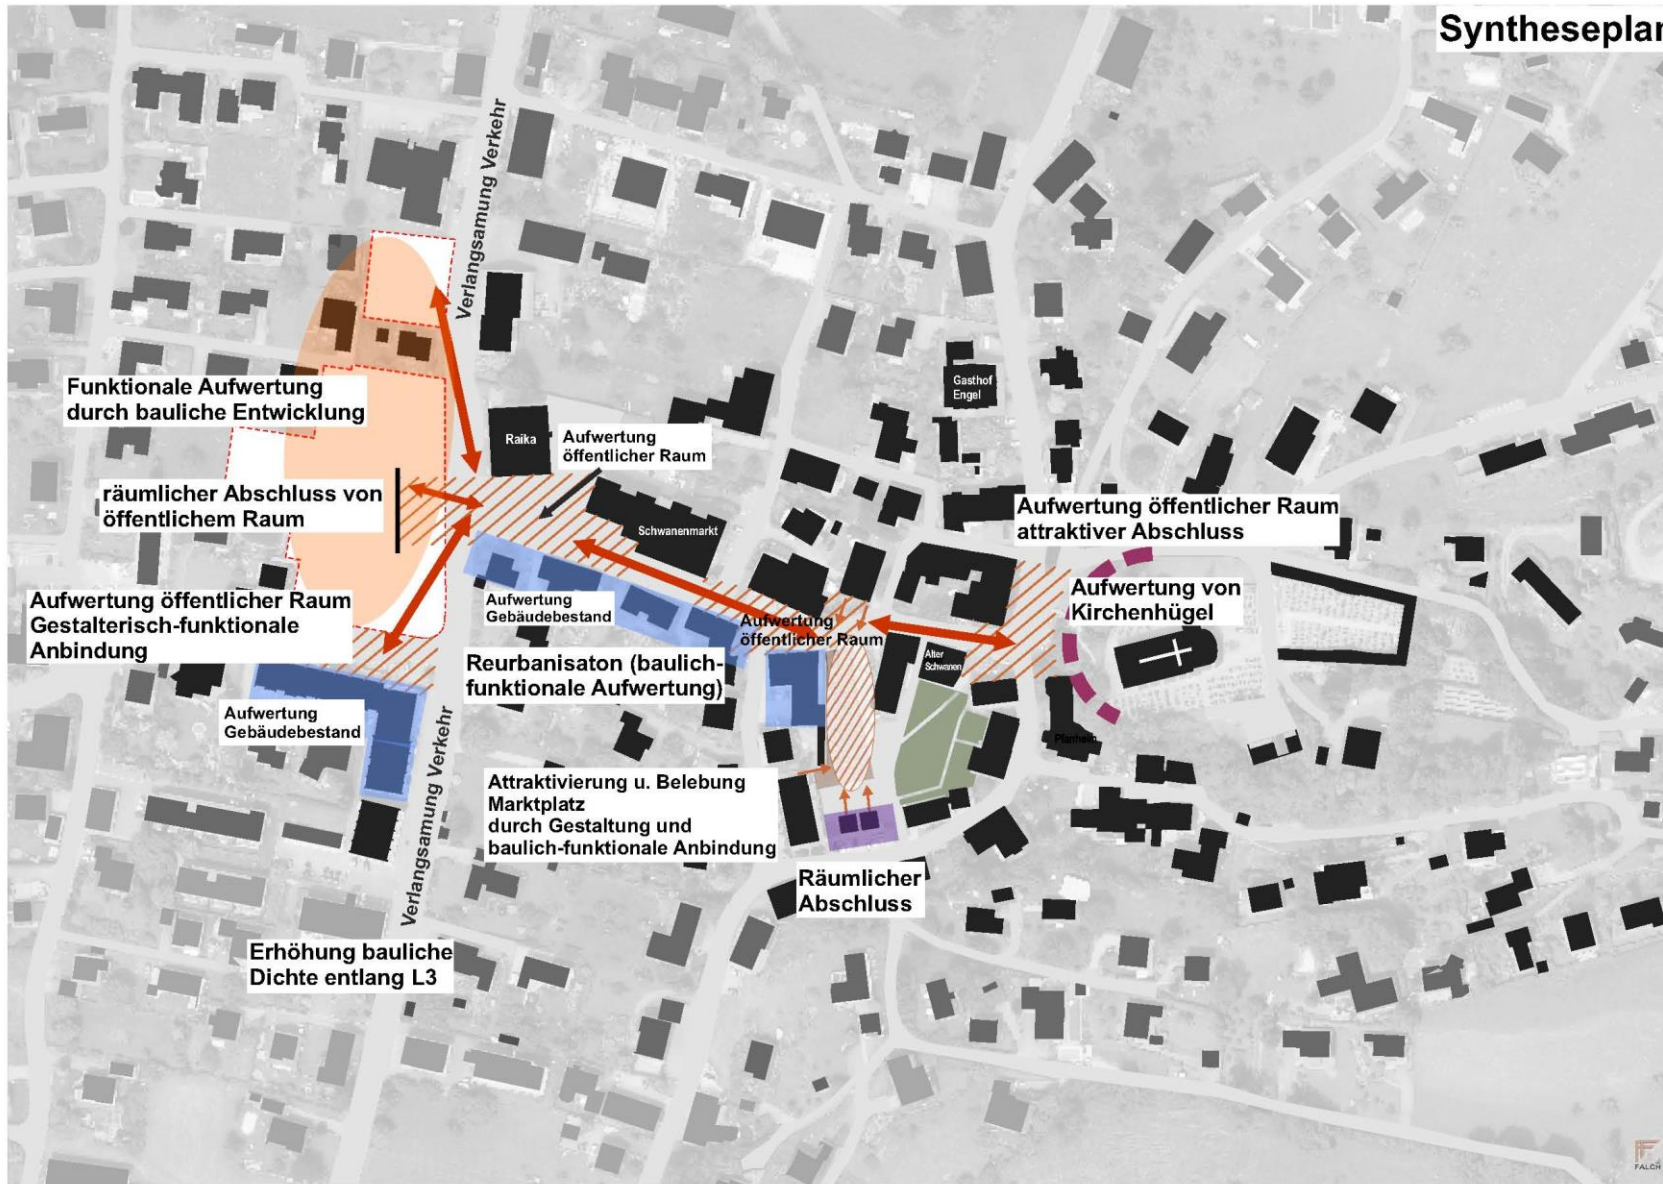 Syntheseplan
Verlangsamung Verkehr
Gasthof
Engel
Funktionale Aufwertung
durch bauliche Entwicklung
Raika
Aufwertung
öffentlicher Raum
räumlicher Abschluss von
öffentlichem Raum
Schwanenmarkt
Aufwertung öffentlicher Raum
attraktiver Abschluss
Aufwertung von
Kirchenhügel
Aufwertung öffentlicher Raum
Gestalterisch-funktionale
Anbindung
Aufwertung
Gebäudebestand
Aufwertung
öffentlicher Raum
Alter
Schwanen
Reurbanisaton (baulich-
funktionale Aufwertung)
Aufwertung
Gebäudebestand
Verlangsamung Verkehr
Attraktivierung u. Belebung
Marktplatz
durch Gestaltung und
baulich-funktionale Anbindung
Räumlicher
Abschluss
Erhöhung bauliche
Dichte entlang L3
FALCH